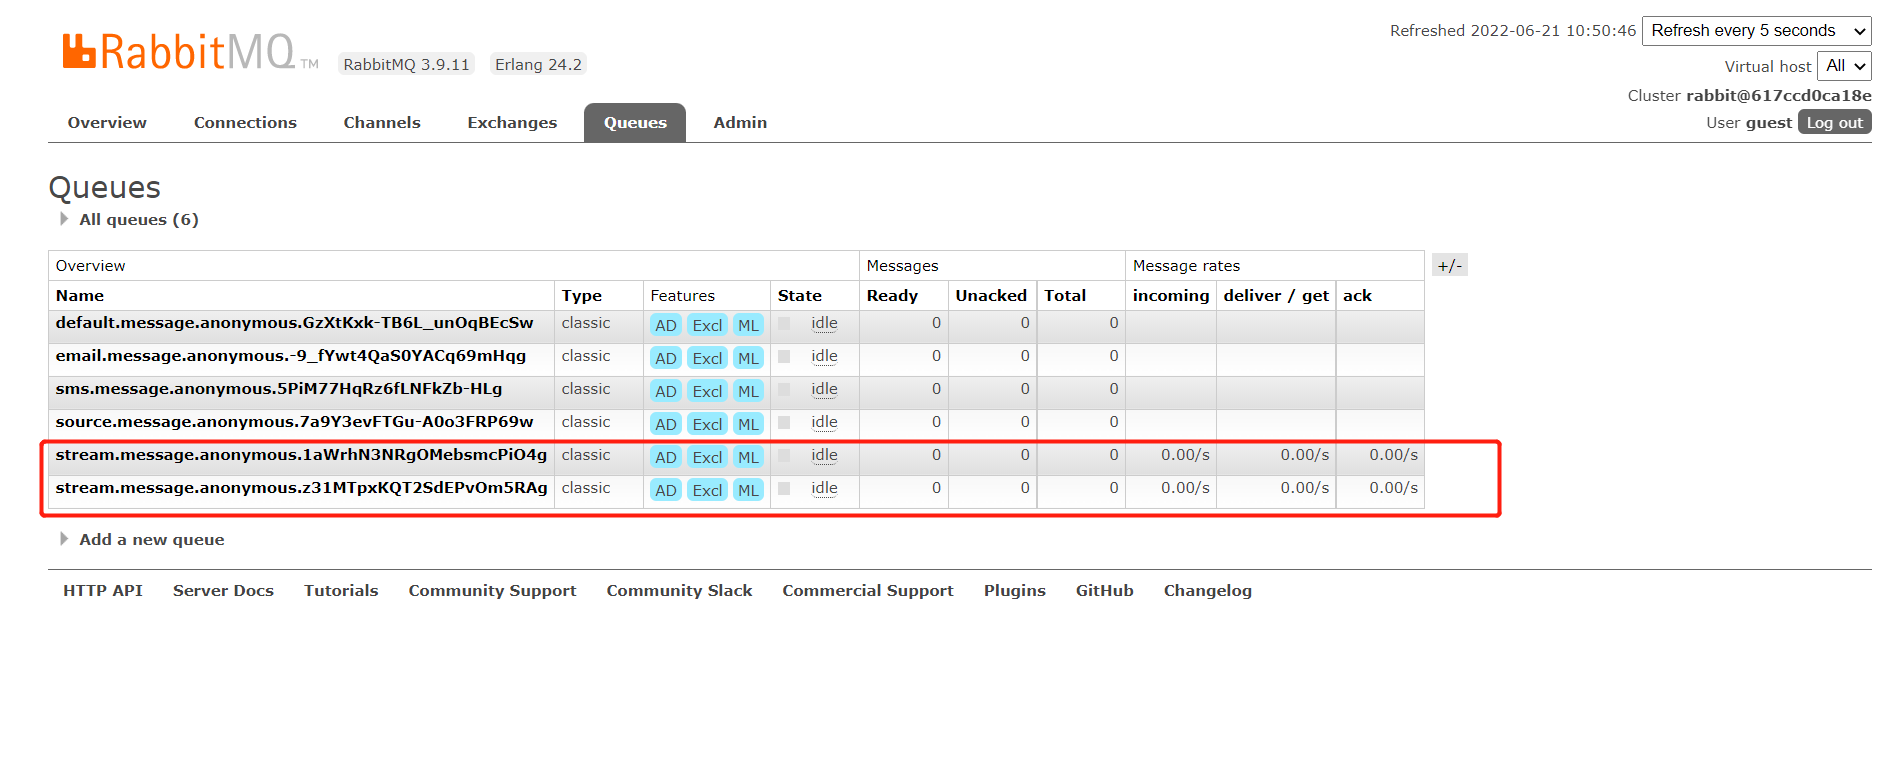 Refreshed 2022-06-21 10:50:46 Refresh every 5 seconds
RabbitMQ TM RabbitMQ 3.9.11 Erlang 24.2
Virtual host All
Cluster rabbit@617ccd0ca18e
User guest Log out
Overview Connections Channels Exchanges Queues Admin
Queues
All queues (6)
Overview Messages Message rates +/-
Name Type Features State Ready Unacked Total incoming deliver / get ack
default.message.anonymous.GzXtKxk-TB6L_unOqBEcSw classic AD Excl ML idle 0 0 0
email.message.anonymous.-9_fYwt4QaS0YACq69mHqg classic AD Excl ML idle 0 0 0
sms.message.anonymous.5PiM77HqRz6fLNFkZb-HLg classic AD Excl ML idle 0 0 0
source.message.anonymous.7a9Y3evFTGu-A0o3FRP69w classic AD Excl ML idle 0 0 0
stream.message.anonymous.1aWrhN3NRgOMebsmcPiO4g classic AD Excl ML idle 0 0 0 0.00/s 0.00/s 0.00/s
stream.message.anonymous.z31MTpxKQT2SdEPvOm5RAg classic AD Excl ML idle 0 0 0 0.00/s 0.00/s 0.00/s
Add a new queue
HTTP API Server Docs Tutorials Community Support Community Slack Commercial Support Plugins GitHub Changelog